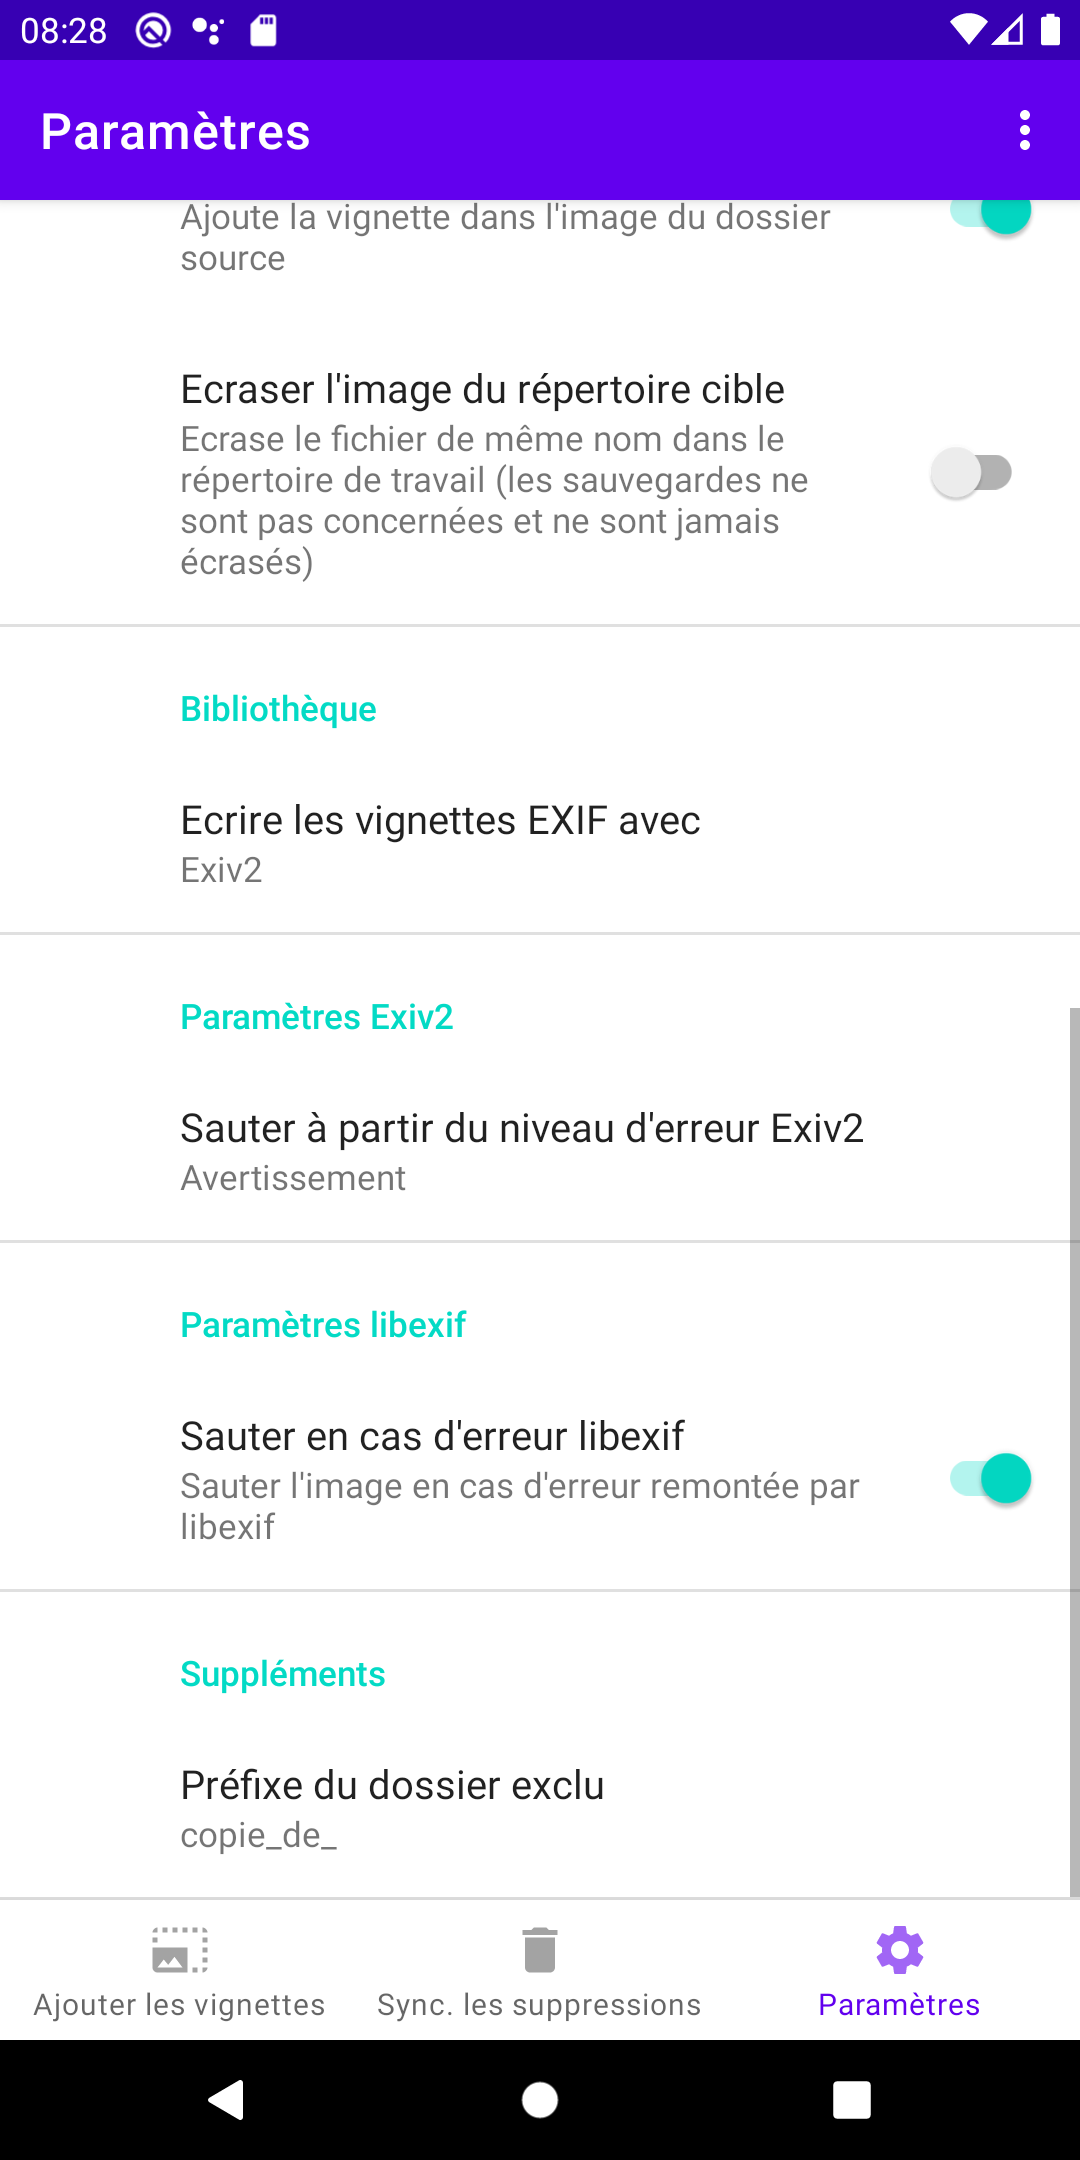 08:28
Paramètres
Ajoute la vignette dans l'image du dossier
source
Ecraser l'image du répertoire cible
Ecrase le fichier de même nom dans le
répertoire de travail (les sauvegardes ne
sont pas concernées et ne sont jamais
écrasés)
Bibliothèque
Ecrire les vignettes EXIF avec
Exiv2
Paramètres Exiv2
Sauter à partir du niveau d'erreur Exiv2
Avertissement
Paramètres libexif
Sauter en cas d'erreur libexif
Sauter l'image en cas d'erreur remontée par
libexif
Suppléments
Préfixe du dossier exclu
copie_de_
Ajouter les vignettes
Sync. les suppressions
Paramètres